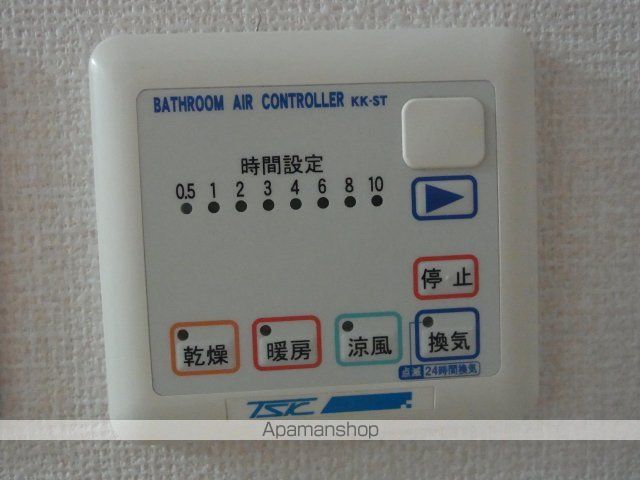 BATHROOM AIR CONTROLLER KK-ST
時間設定
0.5 1 2 3 4 6 8 10
停止
乾燥 暖房 涼風 換気
点滅 24時間換気
TSK
Apamanshop